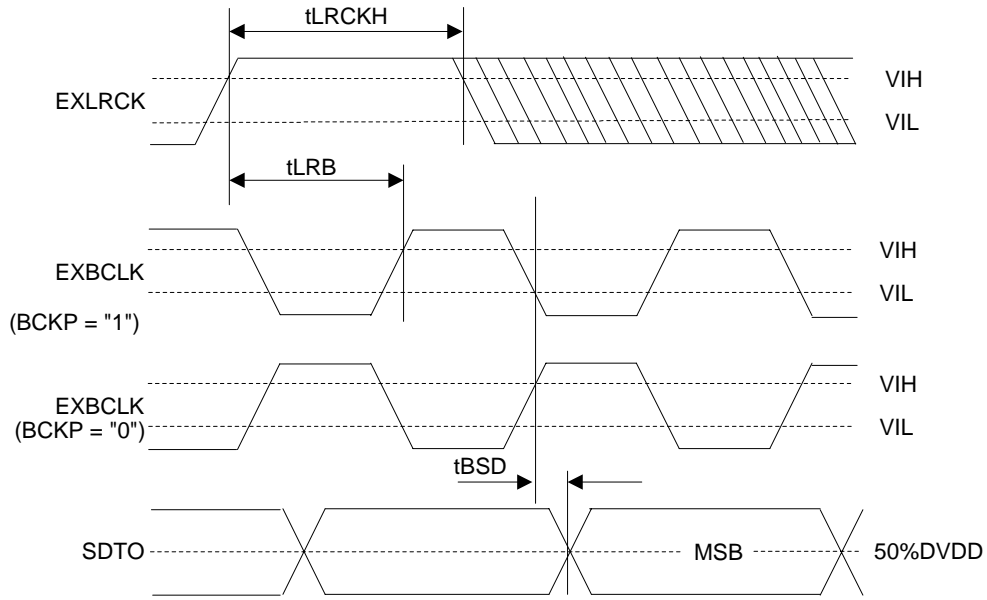 tLRCKH
VIH
EXLRCK
VIL
tLRB
VIH
EXBCLK
VIL
(BCKP = "1")
VIH
EXBCLK
(BCKP = "0")
VIL
tBSD
SDTO
MSB
50%DVDD